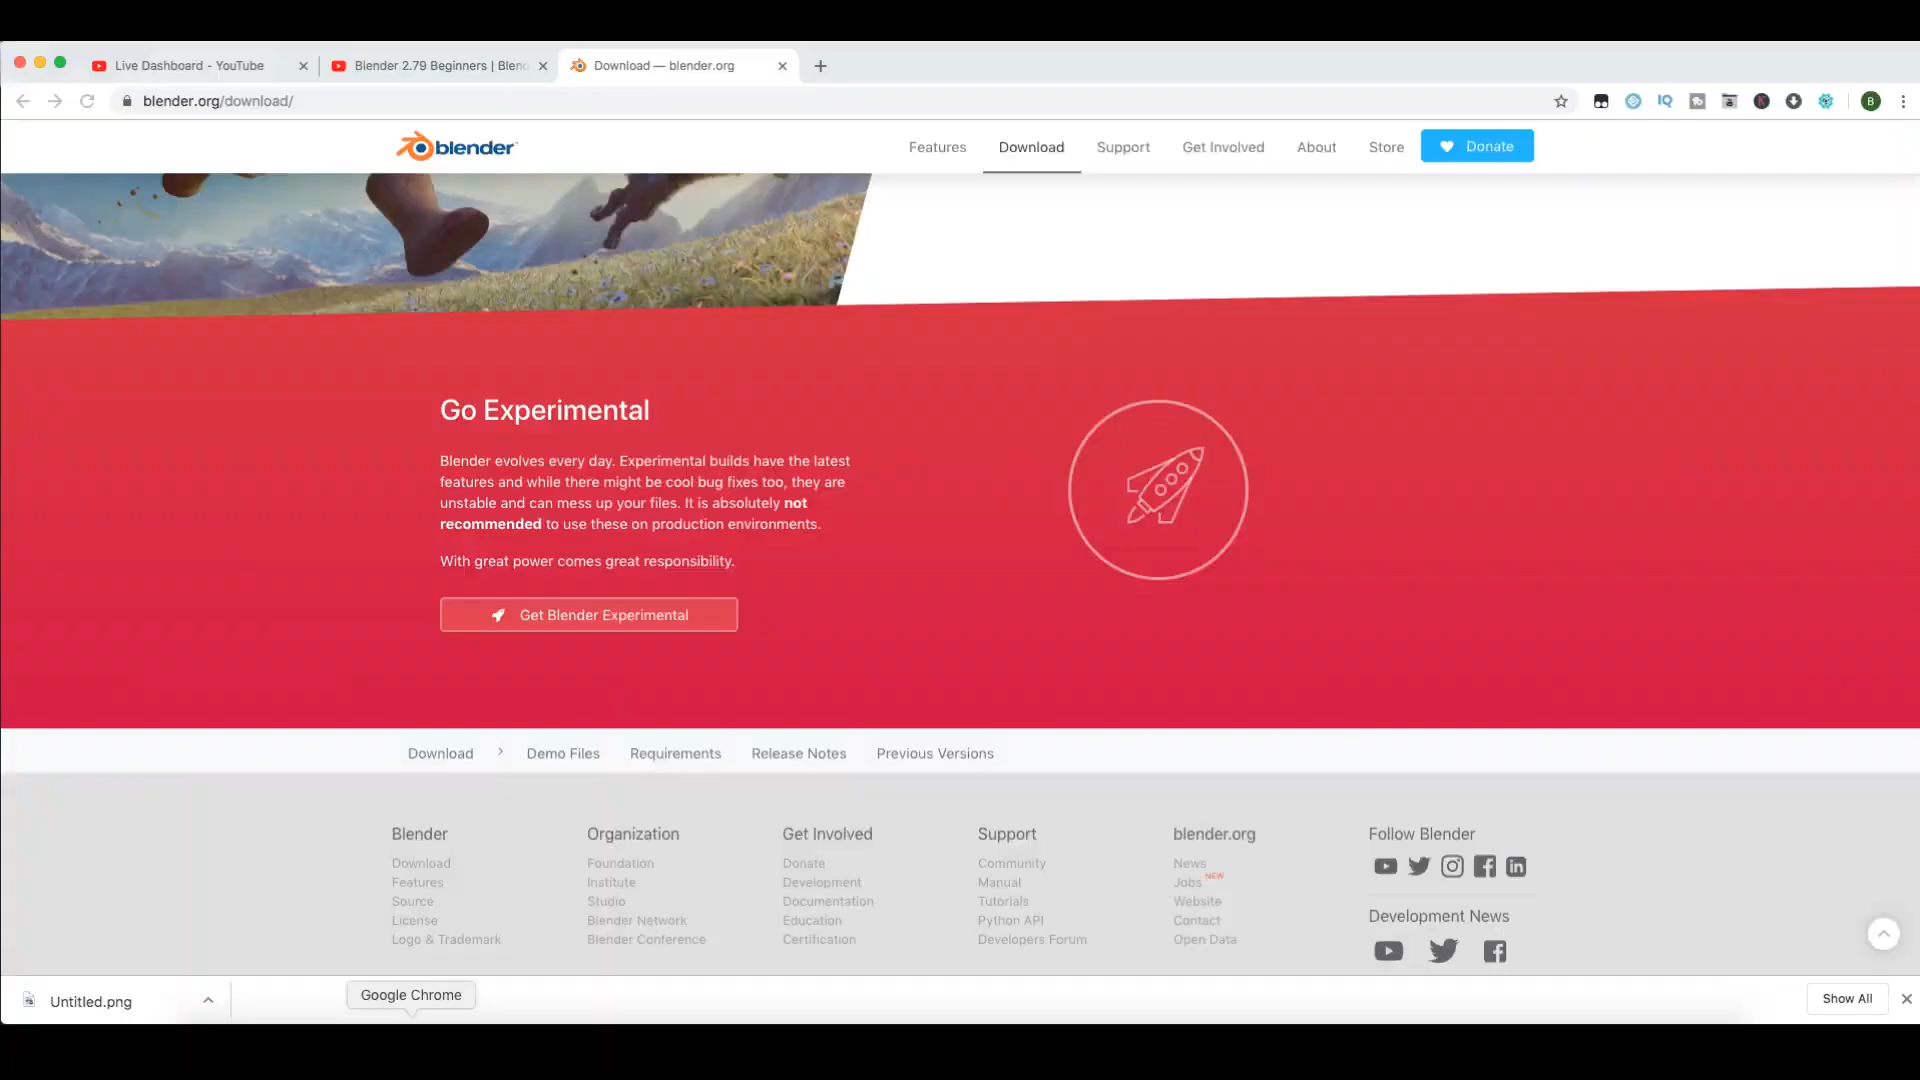 Live Dashboard - YouTube
Blender 2.79 Beginners | Blend
Download — blender.org
blender.org/download/
IQ
B
blender
Features
Download
Support
Get Involved
About
Store
Donate
Go Experimental
Blender evolves every day. Experimental builds have the latest
features and while there might be cool bug fixes too, they are
unstable and can mess up your files. It is absolutely not
recommended to use these on production environments.
With great power comes great responsibility.
Get Blender Experimental
Download
Demo Files
Requirements
Release Notes
Previous Versions
Blender
Download
Features
Source
License
Logo & Trademark
Organization
Foundation
Institute
Studio
Blender Network
Blender Conference
Get Involved
Donate
Development
Documentation
Education
Certification
Support
Community
Manual
Tutorials
Python API
Developers Forum
blender.org
News
Jobs NEW
Website
Contact
Open Data
Follow Blender
Development News
Untitled.png
Google Chrome
Show All